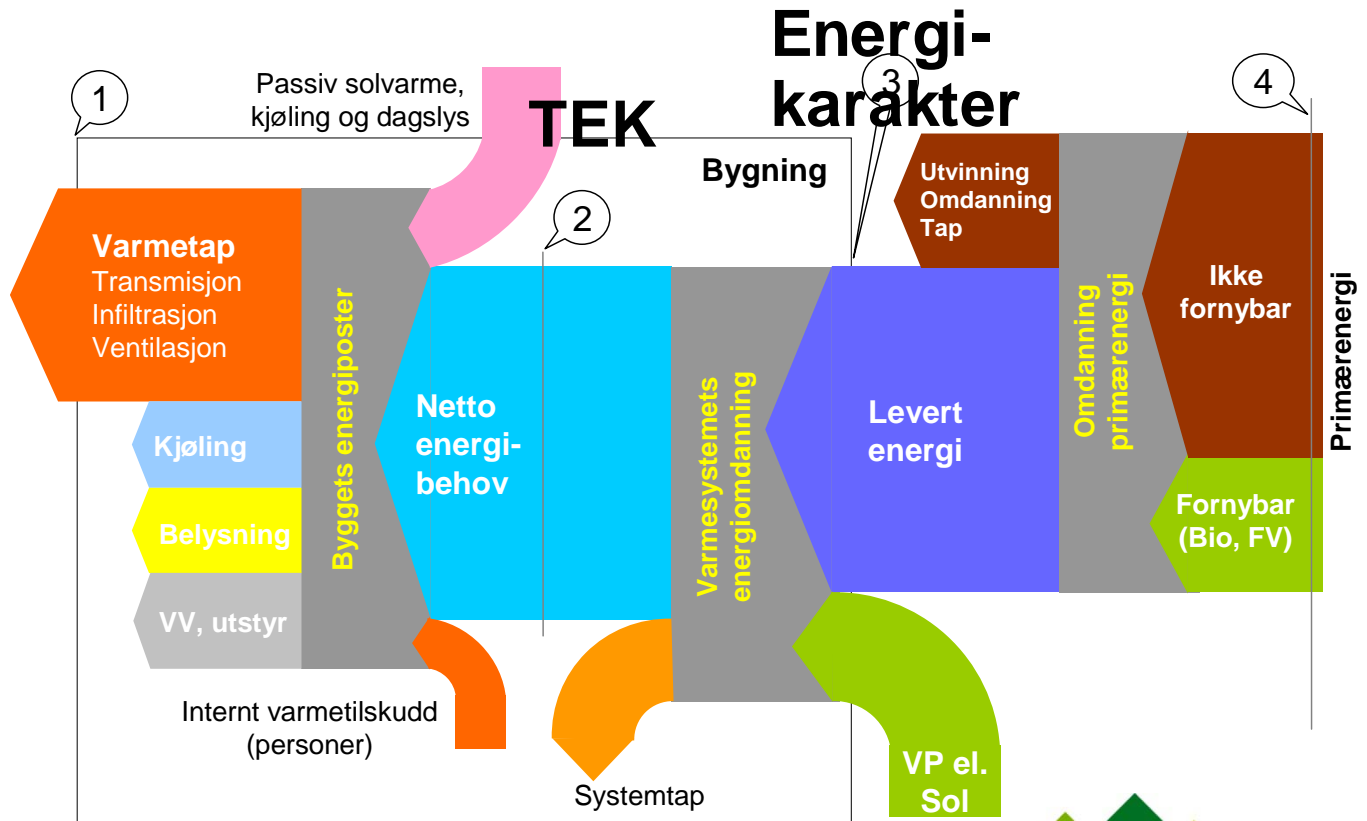 Energi-
karakter
TEK
1
Passiv solvarme,
kjøling og dagslys
2
3
4
Bygning
Varmetap
Transmisjon
Infiltrasjon
Ventilasjon
Kjøling
Belysning
VV, utstyr
Byggets energiposter
Netto
energi-
behov
Varmesystemets
energiomdanning
Levert
energi
Utvinning
Omdanning
Tap
Omdanning
primærenergi
Ikke
fornybar
Fornybar
(Bio, FV)
Primærenergi
Internt varmetilskudd
(personer)
Systemtap
VP el.
Sol